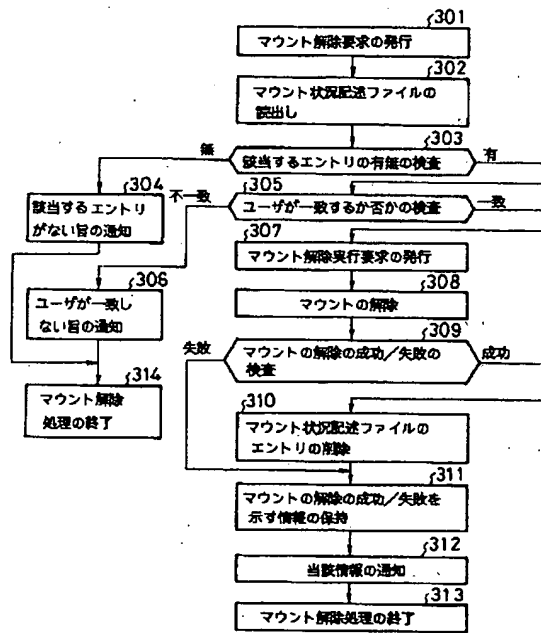 301
マウント解除要求の発行
302
マウント状況記述ファイルの
読出し
303
無
該当するエントリの有無の検査
有
304
該当するエントリ
がない旨の通知
不一致
305
ユーザが一致するか否かの検査
一致
307
マウント解除実行要求の発行
306
ユーザが一致し
ない旨の通知
308
マウントの解除
309
失敗
マウントの解除の成功/失敗の
検査
成功
314
マウント解除
処理の終了
310
マウント状況記述ファイルの
エントリの削除
311
マウントの解除の成功/失敗を
示す情報の保持
312
当該情報の通知
313
マウント解除処理の終了